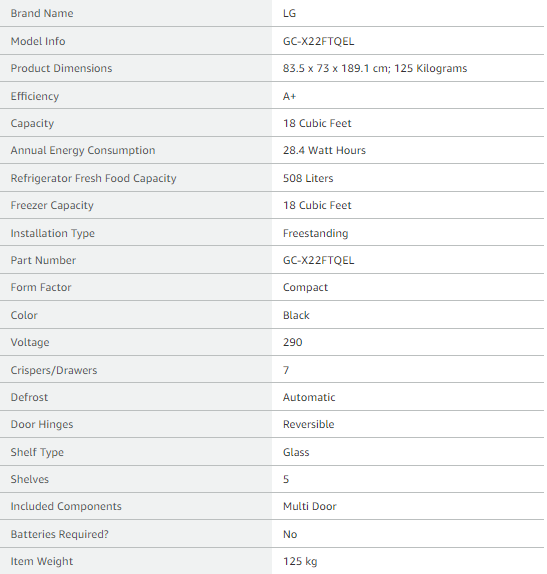 Brand Name LG
Model Info GC-X22FTQEL
Product Dimensions 83.5 x 73 x 189.1 cm; 125 Kilograms
Efficiency A+
Capacity 18 Cubic Feet
Annual Energy Consumption 28.4 Watt Hours
Refrigerator Fresh Food Capacity 508 Liters
Freezer Capacity 18 Cubic Feet
Installation Type Freestanding
Part Number GC-X22FTQEL
Form Factor Compact
Color Black
Voltage 290
Crispers/Drawers 7
Defrost Automatic
Door Hinges Reversible
Shelf Type Glass
Shelves 5
Included Components Multi Door
Batteries Required? No
Item Weight 125 kg